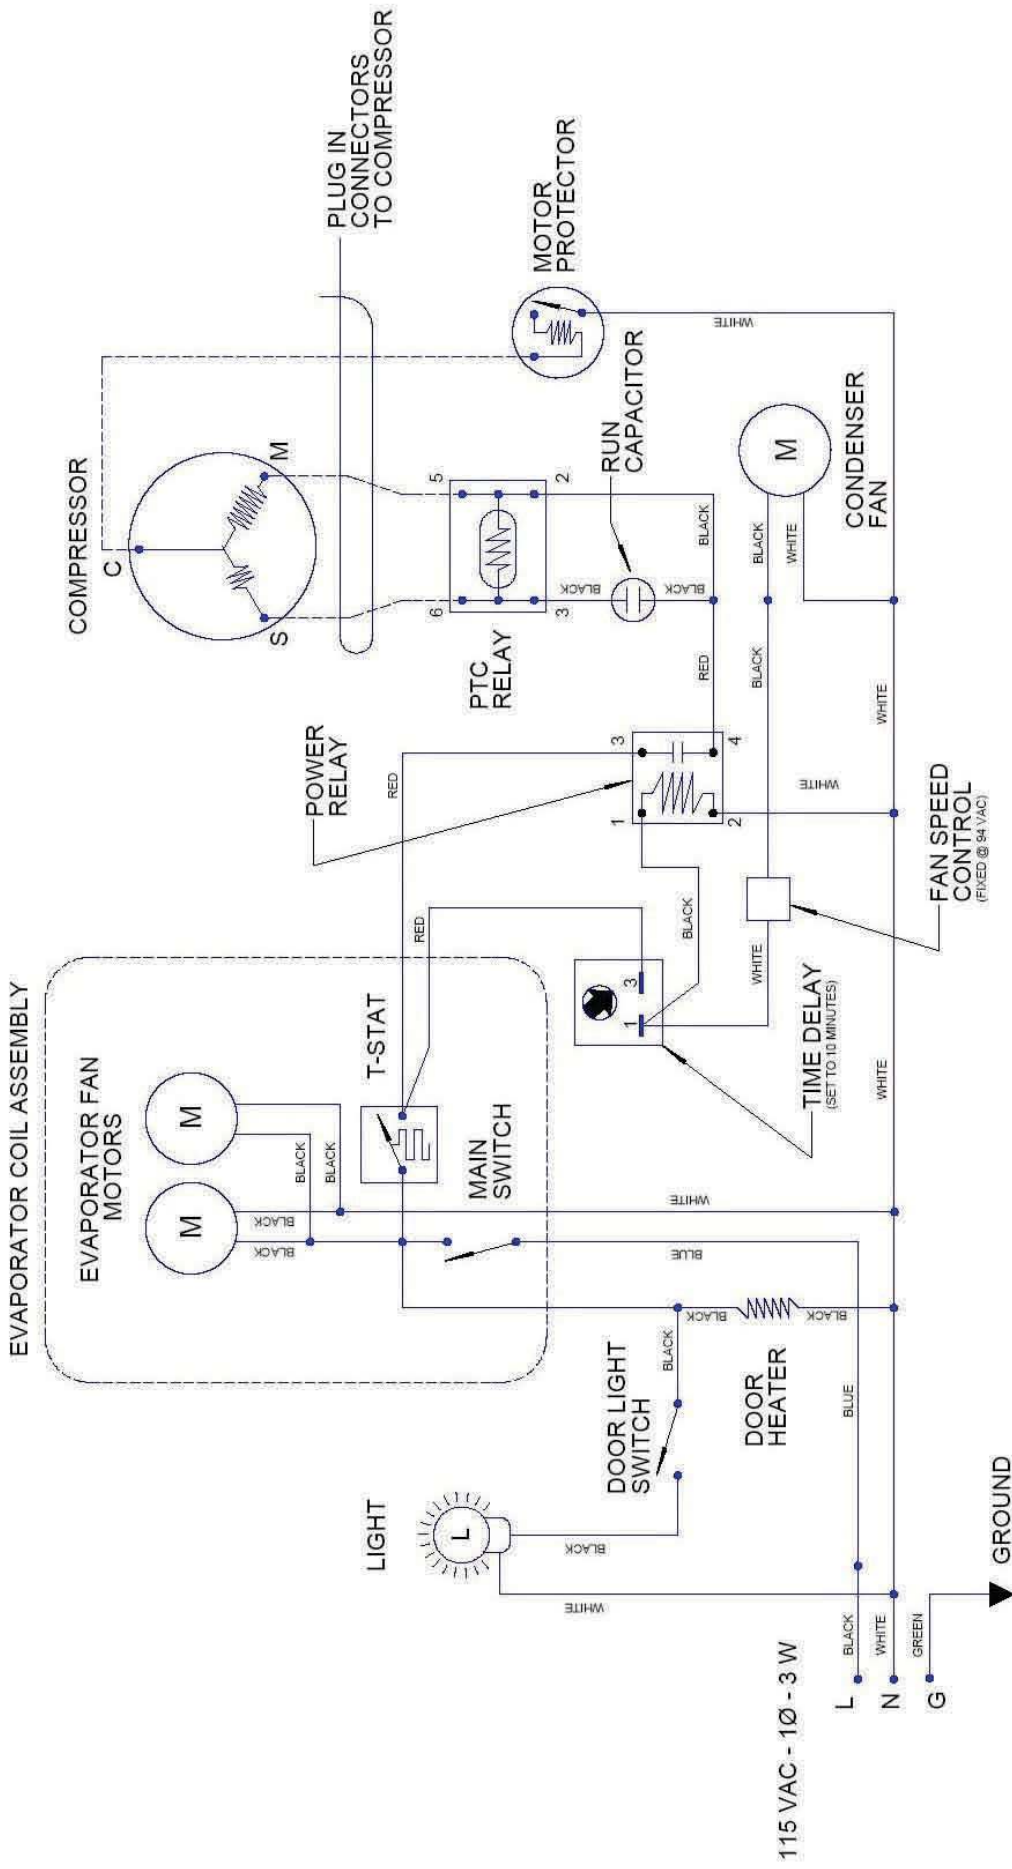 EVAPORATOR COIL ASSEMBLY
EVAPORATOR FAN
MOTORS
M
M
BLACK
BLACK
BLACK
BLACK
T-STAT
MAIN
SWITCH
COMPRESSOR
C
S
M
PLUG IN
CONNECTORS
TO COMPRESSOR
POWER
RELAY
RED
RED
PTC
RELAY
6
5
3
2
BLACK
BLACK
BLACK
RUN
CAPACITOR
MOTOR
PROTECTOR
WHITE
LIGHT
L
BLACK
WHITE
DOOR LIGHT
SWITCH
BLACK
BLACK
BLACK
DOOR
HEATER
BLUE
BLUE
WHITE
1
3
TIME DELAY
(SET TO 10 MINUTES)
BLACK
1
3
2
4
RED
WHITE
WHITE
BLACK
BLACK
WHITE
M
CONDENSER
FAN
FAN SPEED
CONTROL
(FIXED @ 94 VAC)
WHITE
WHITE
115 VAC - 1Ø - 3 W
L
BLACK
N
WHITE
G
GREEN
GROUND